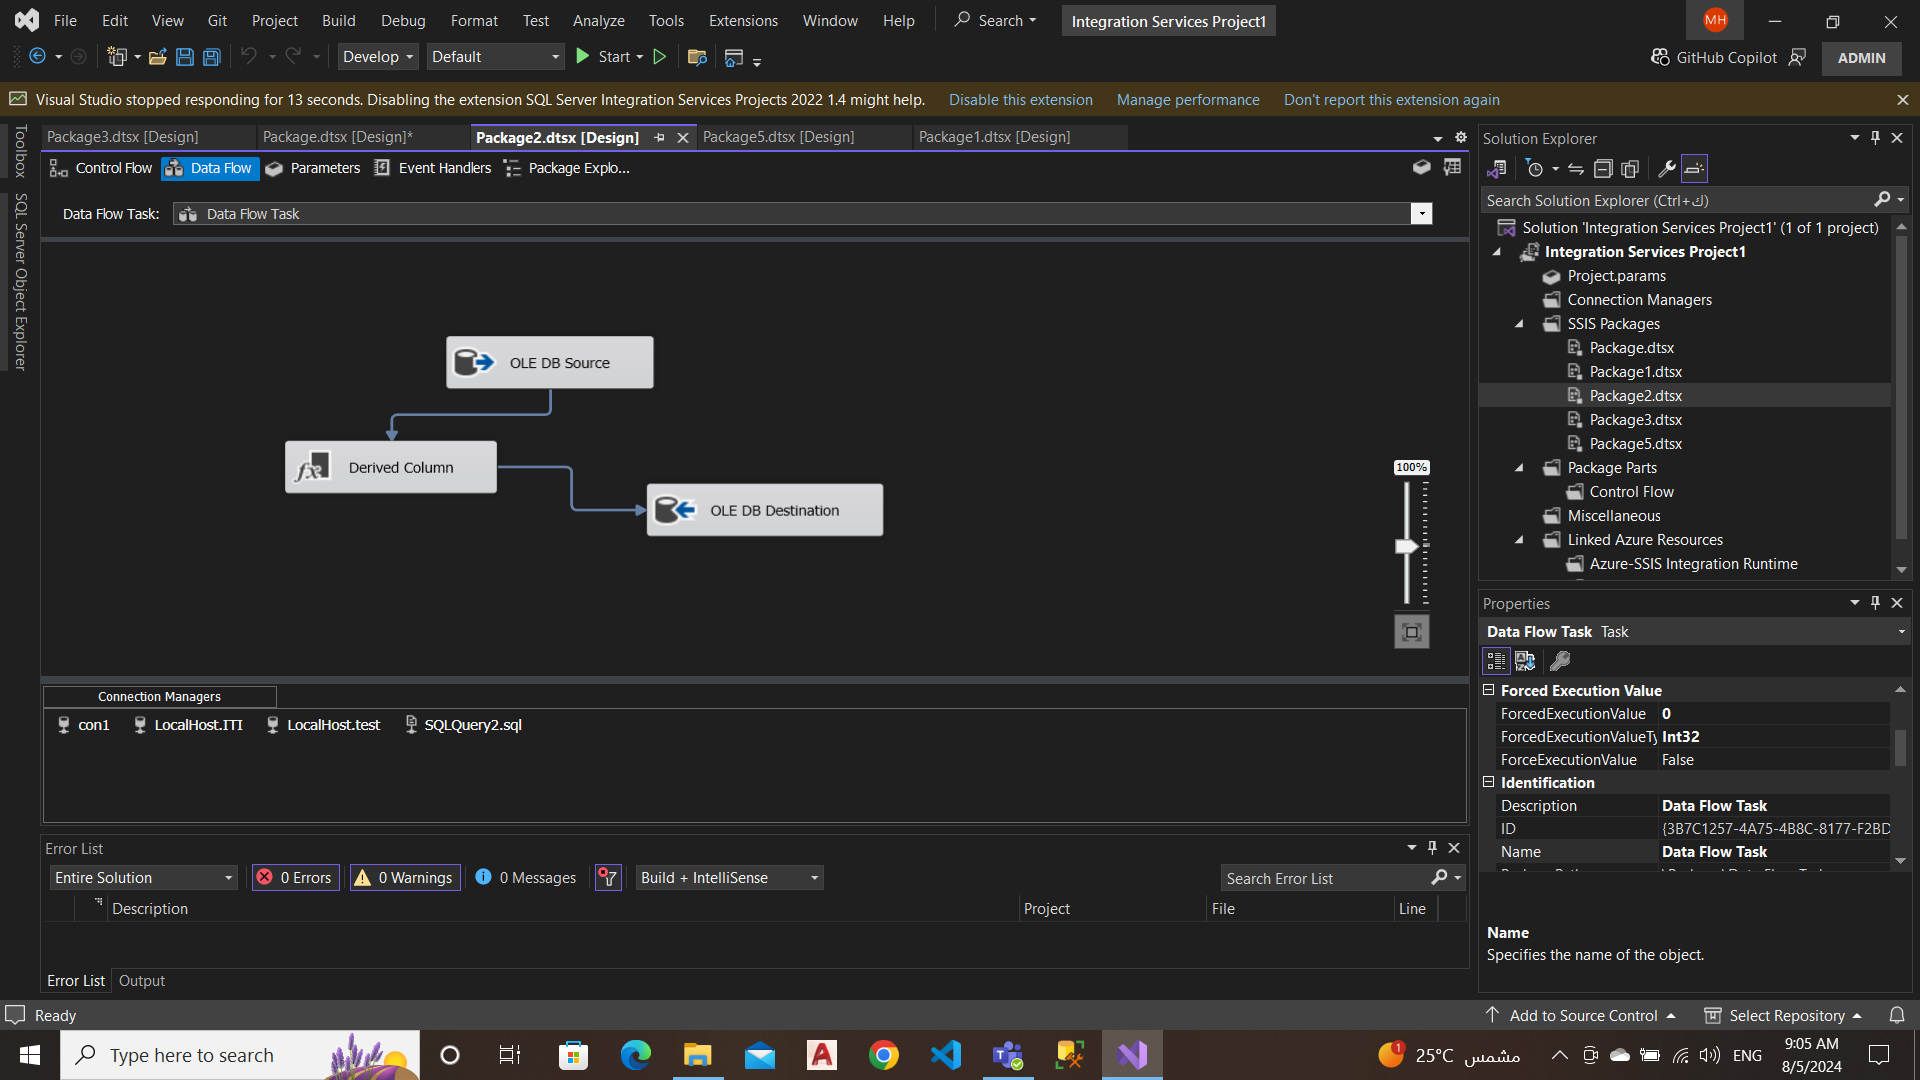 File Edit View Git Project Build Debug Format Test Analyze Tools Extensions Window Help Search Integration Services Project1 MH
Develop Default Start GitHub Copilot ADMIN
Visual Studio stopped responding for 13 seconds. Disabling the extension SQL Server Integration Services Projects 2022 1.4 might help. Disable this extension Manage performance Don't report this extension again
Toolbox
SQL Server Object Explorer
Package3.dtsx [Design] Package.dtsx [Design]* Package2.dtsx [Design] Package5.dtsx [Design] Package1.dtsx [Design]
Control Flow Data Flow Parameters Event Handlers Package Explo...
Data Flow Task: Data Flow Task
OLE DB Source
fx Derived Column
OLE DB Destination
100%
Connection Managers
con1 LocalHost.ITI LocalHost.test SQLQuery2.sql
Error List
Entire Solution 0 Errors 0 Warnings 0 Messages Build + IntelliSense Search Error List
Description Project File Line
Error List Output
Solution Explorer
Search Solution Explorer (Ctrl+ك)
Solution 'Integration Services Project1' (1 of 1 project)
Integration Services Project1
Project.params
Connection Managers
SSIS Packages
Package.dtsx
Package1.dtsx
Package2.dtsx
Package3.dtsx
Package5.dtsx
Package Parts
Control Flow
Miscellaneous
Linked Azure Resources
Azure-SSIS Integration Runtime
Properties
Data Flow Task Task
Forced Execution Value
ForcedExecutionValue 0
ForcedExecutionValueTy Int32
ForceExecutionValue False
Identification
Description Data Flow Task
ID {3B7C1257-4A75-4B8C-8177-F2BD
Name Data Flow Task
Name
Specifies the name of the object.
Ready Add to Source Control Select Repository
Type here to search 1 25°C مشمس ENG 9:05 AM
8/5/2024